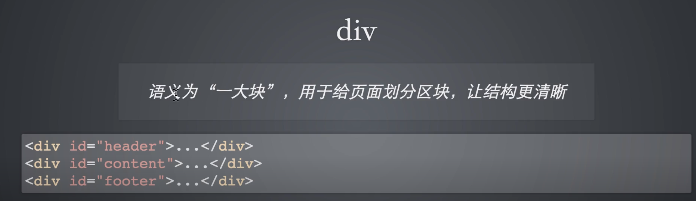 div
语义为“一大块”，用于给页面划分区块，让结构更清晰
<div id="header">...</div>
<div id="content">...</div>
<div id="footer">...</div>